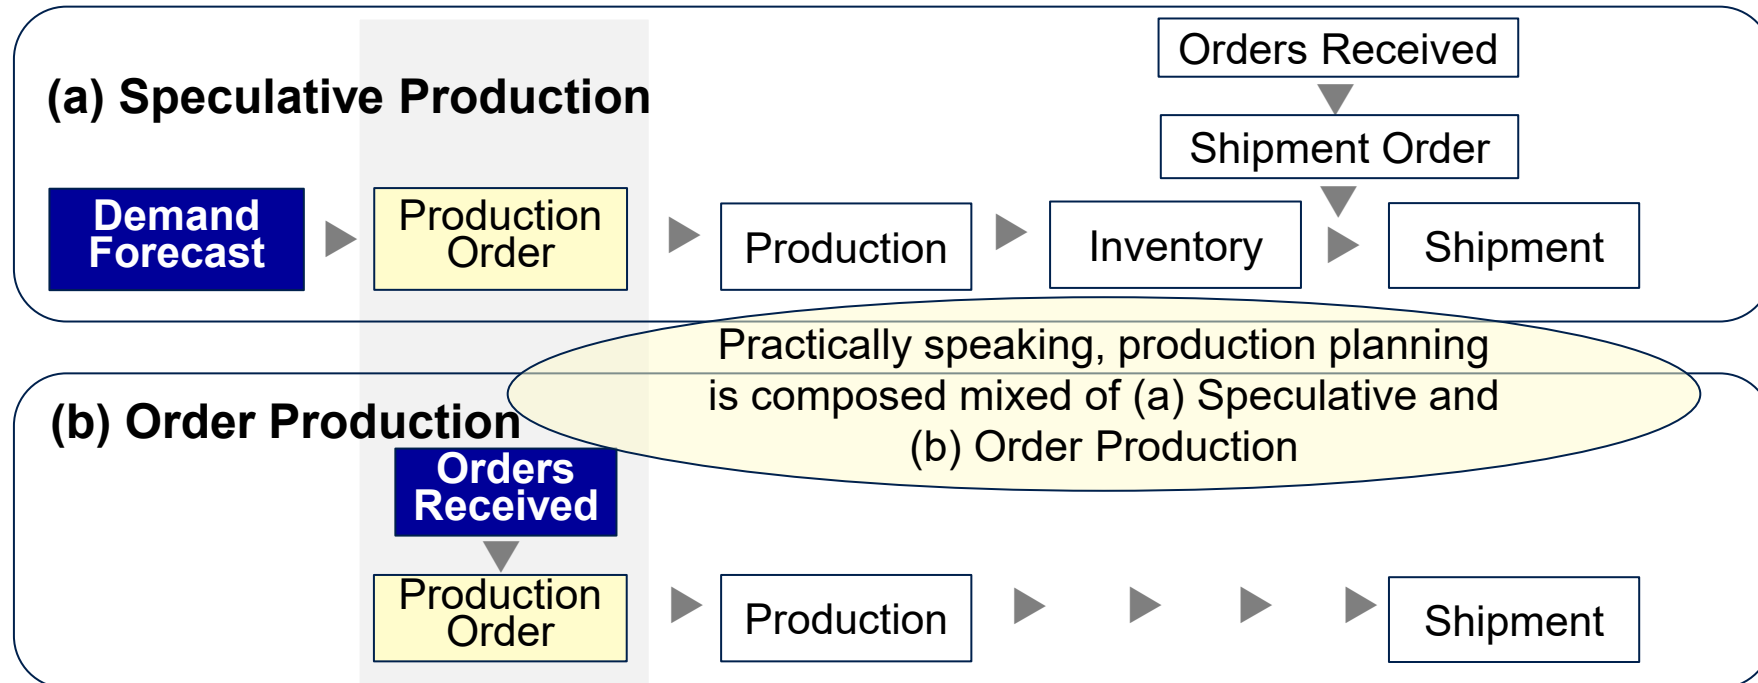 Orders Received
(a) Speculative Production
Shipment Order
Demand
Forecast
Production
Order
Production
Inventory
Shipment
Practically speaking, production planning
is composed mixed of (a) Speculative and
(b) Order Production
(b) Order Production
Orders
Received
Production
Order
Production
Shipment